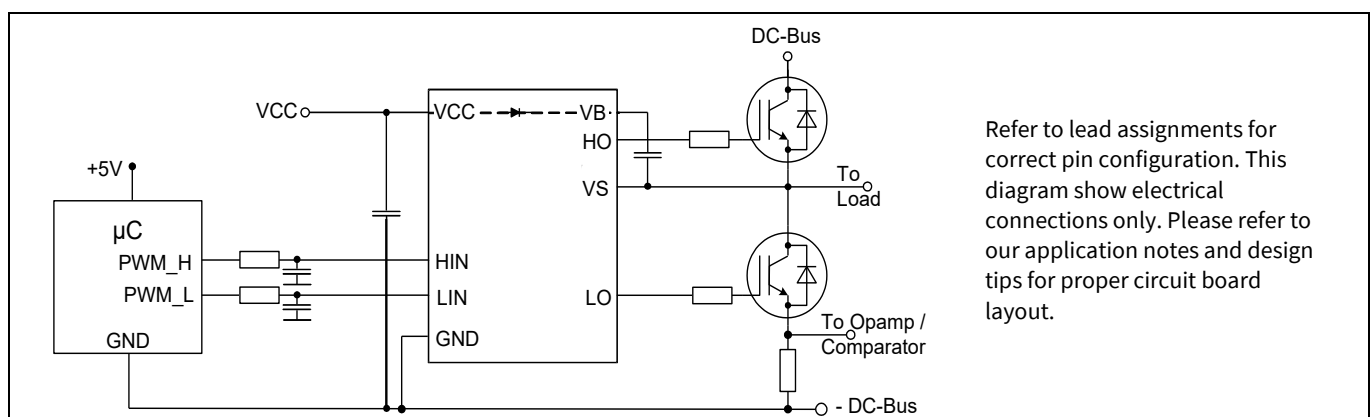 DC-Bus
VCC
VCC
VB
HO
+5V
VS
To
Load
µC
PWM_H
HIN
PWM_L
LIN
LO
GND
GND
To Opamp /
Comparator
- DC-Bus
Refer to lead assignments for
correct pin configuration. This
diagram show electrical
connections only. Please refer to
our application notes and design
tips for proper circuit board
layout.